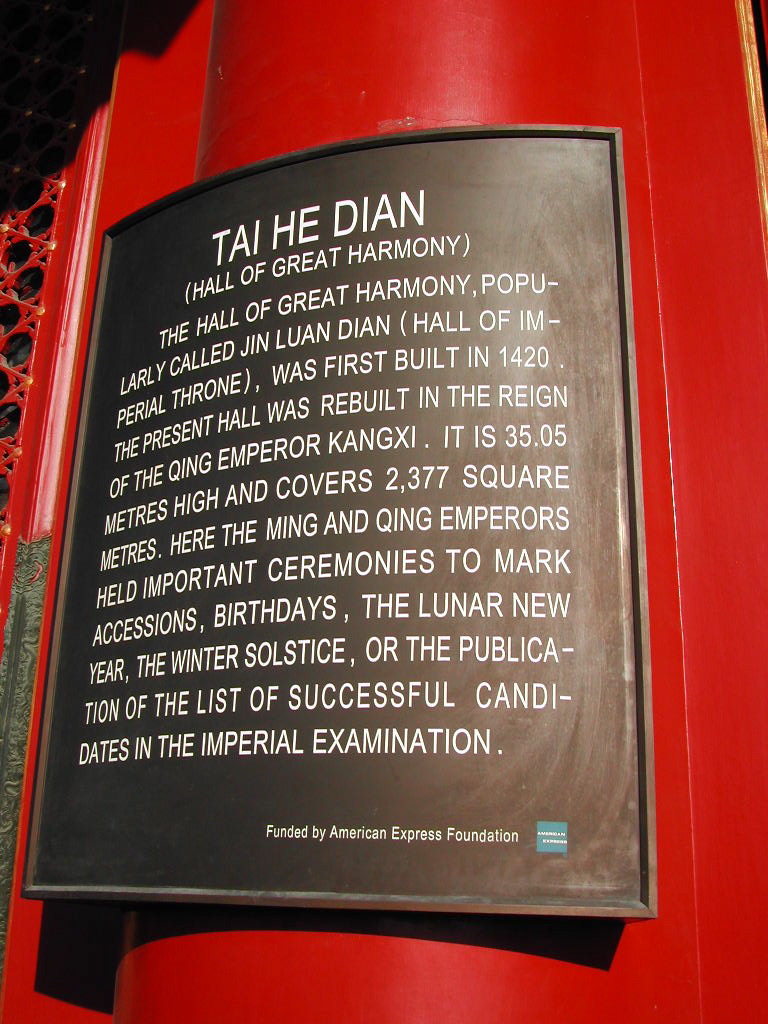 TAI HE DIAN
(HALL OF GREAT HARMONY)
THE HALL OF GREAT HARMONY, POPU-
LARLY CALLED JIN LUAN DIAN (HALL OF IM-
PERIAL THRONE), WAS FIRST BUILT IN 1420.
THE PRESENT HALL WAS REBUILT IN THE REIGN
OF THE QING EMPEROR KANGXI. IT IS 35.05
METRES HIGH AND COVERS 2,377 SQUARE
METRES. HERE THE MING AND QING EMPERORS
HELD IMPORTANT CEREMONIES TO MARK
ACCESSIONS, BIRTHDAYS, THE LUNAR NEW
YEAR, THE WINTER SOLSTICE, OR THE PUBLICA-
TION OF THE LIST OF SUCCESSFUL CANDI-
DATES IN THE IMPERIAL EXAMINATION.
Funded by American Express Foundation
AMERICAN
EXPRESS